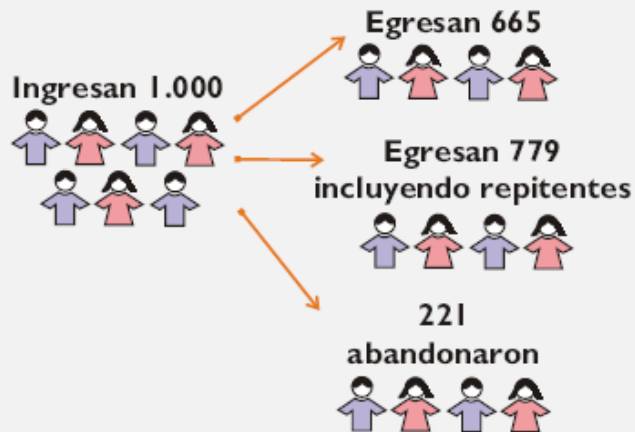 Ingresan 1.000
Egresan 665
Egresan 779
incluyendo repitentes
221
abandonaron